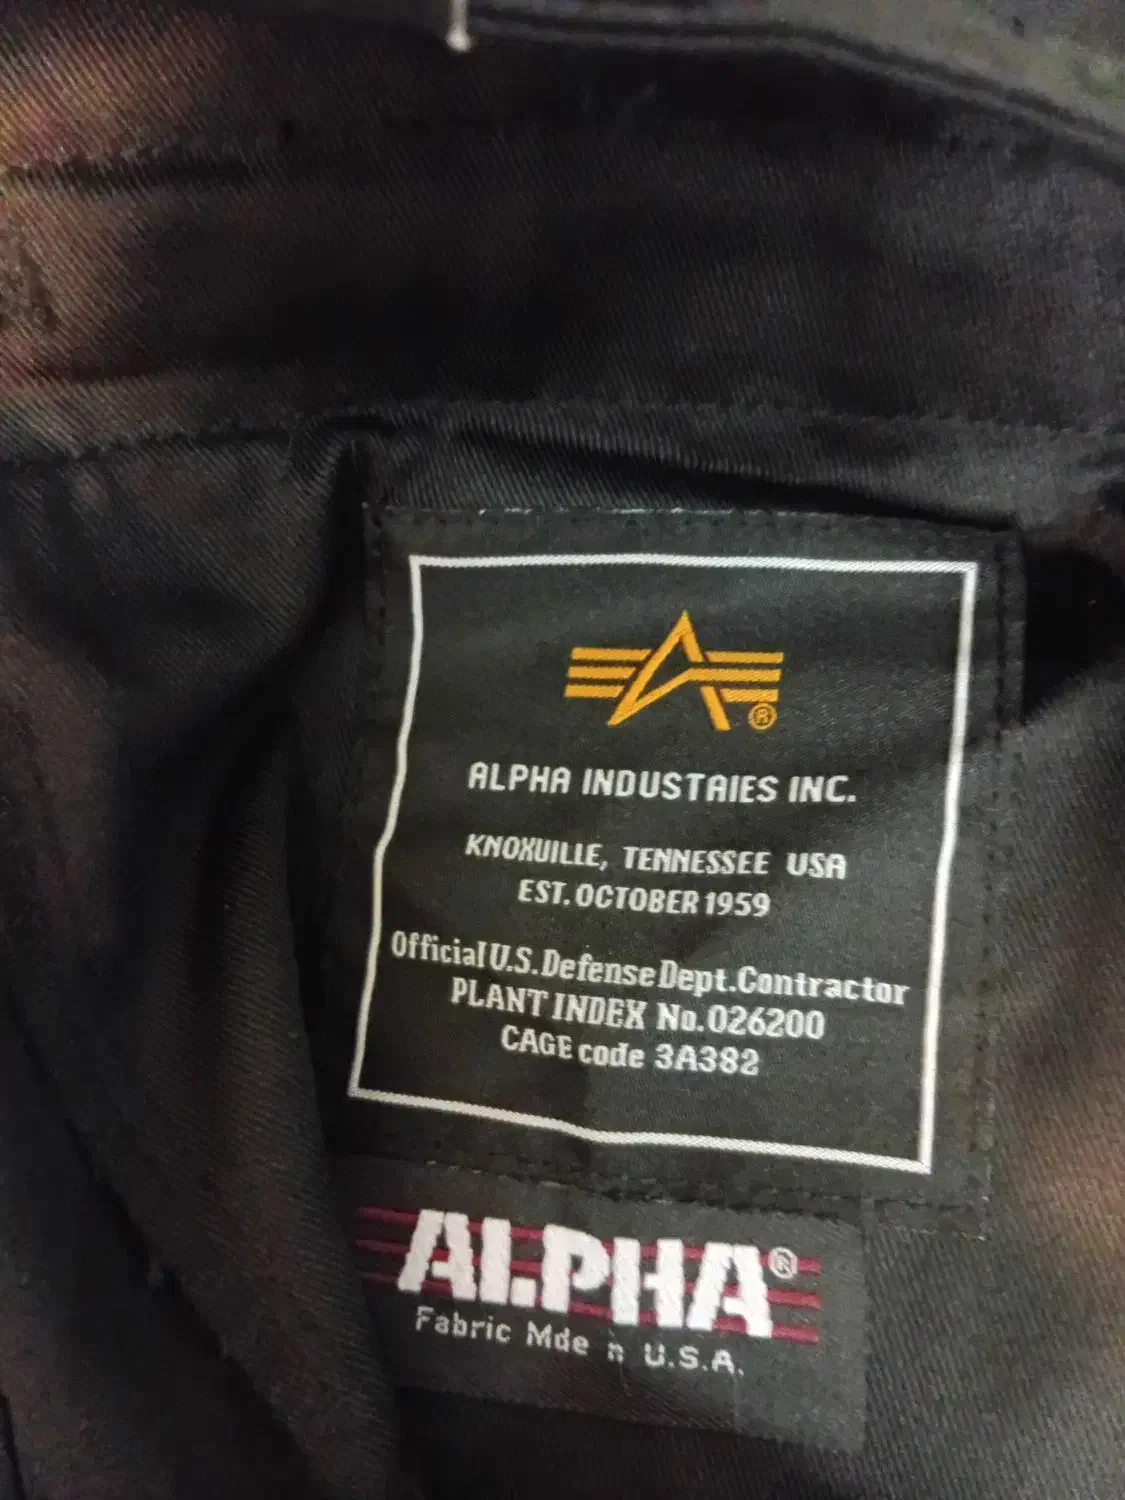 ®
ALPHA INDUSTAIES INC.
KNOXUILLE, TENNESSEE USA
EST. OCTOBER 1959
Official U.S. Defense Dept. Contractor
PLANT INDEX No. 026200
CAGE code 3A382
ALPHA®
Fabric Mde n U.S.A.